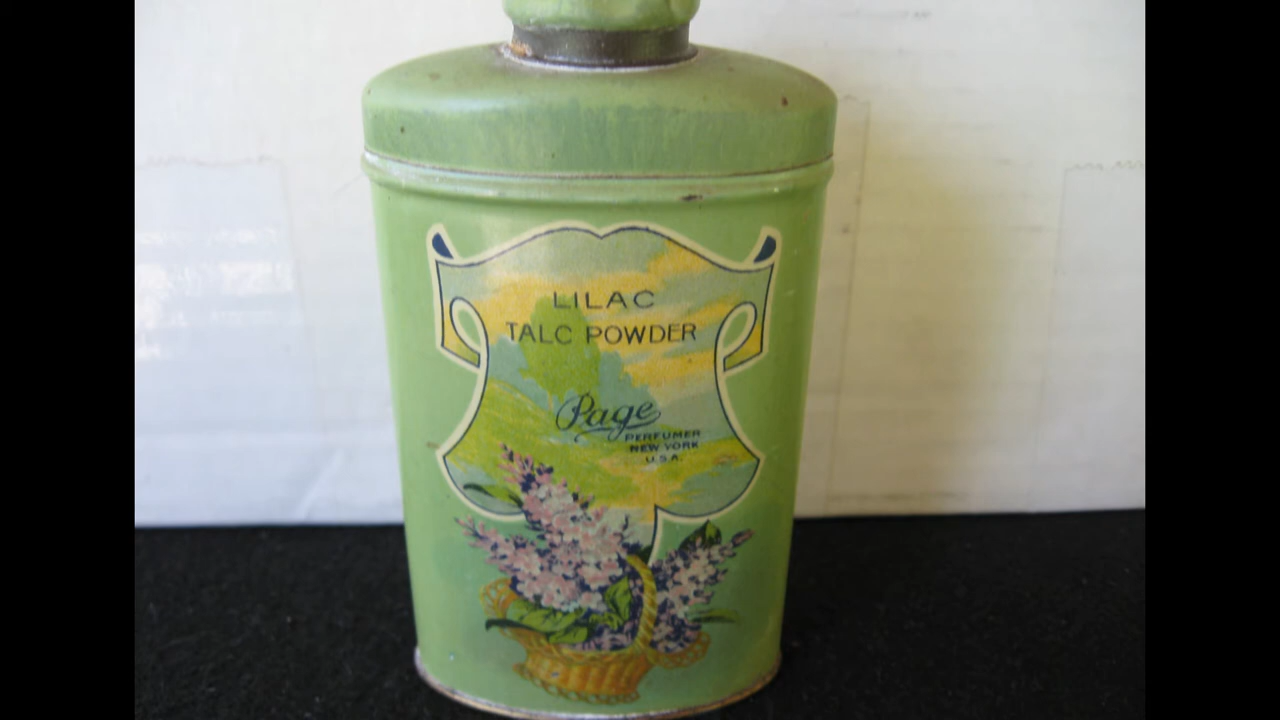 LILAC
TALC POWDER
Page
PERFUMER
NEW YORK
U.S.A.